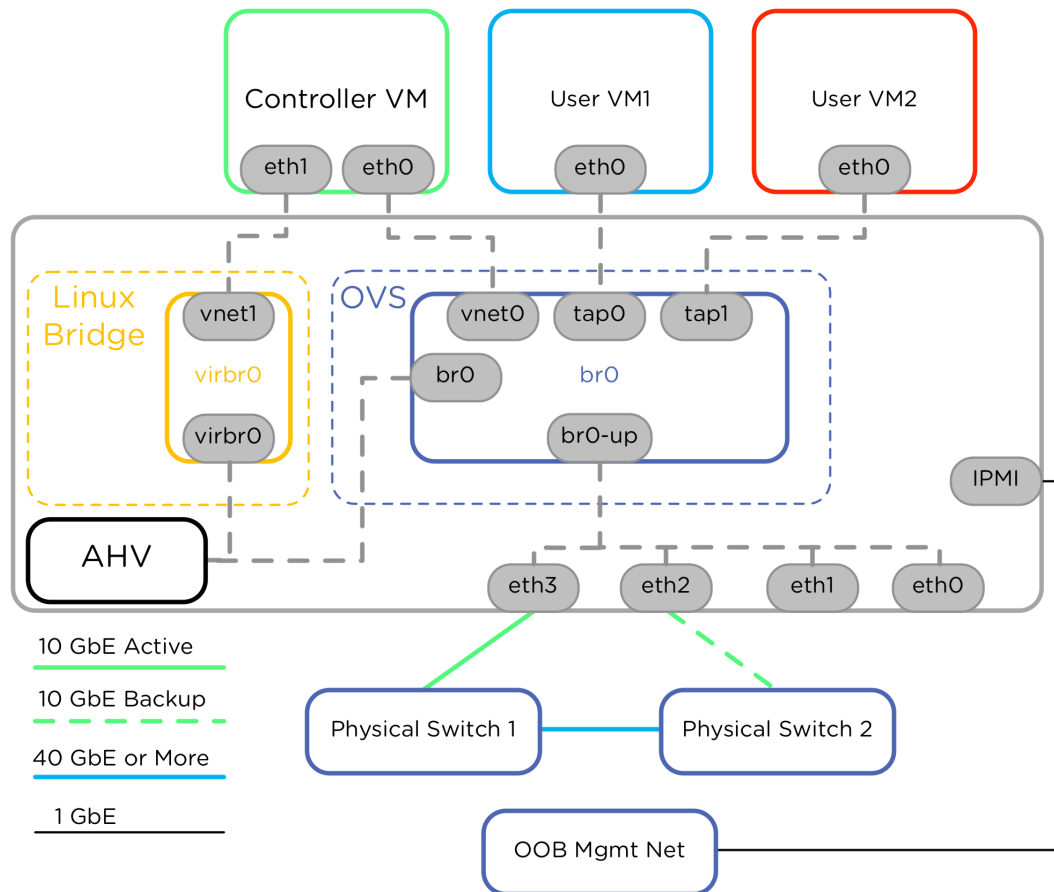 Controller VM
User VM1
User VM2
eth1
eth0
eth0
eth0
Linux
Bridge
OVS
vnet1
vnet0
tap0
tap1
virbr0
br0
br0
virbr0
br0-up
IPMI
AHV
eth3
eth2
eth1
eth0
10 GbE Active
10 GbE Backup
40 GbE or More
1 GbE
Physical Switch 1
Physical Switch 2
OOB Mgmt Net